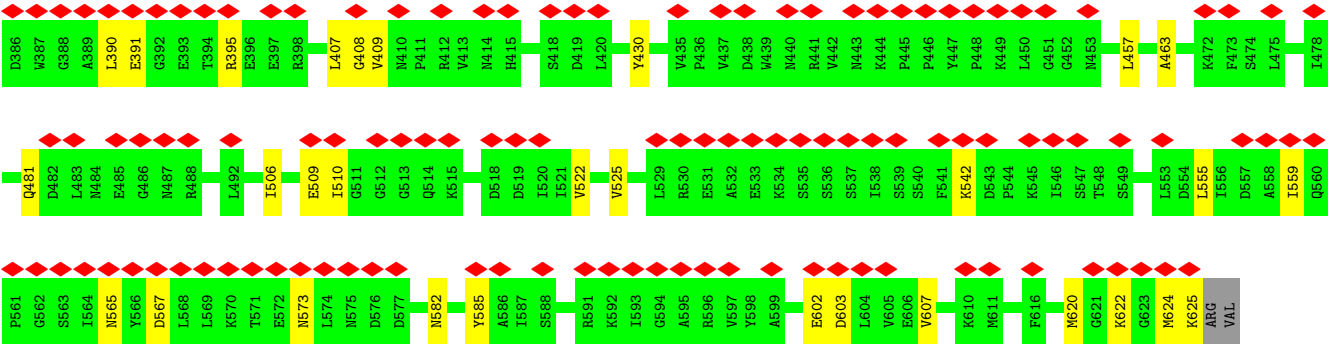 D386 W387 G388 A389 L390 E391 G392 E393 T394 R395 E396 E397 R398 L407 G408 V409 N410 P411 R412 V413 N414 H415 S418 D419 L420 Y430 V435 P436 V437 D438 W439 N440 R441 V442 N443 K444 P445 P446 Y447 P448 K449 L450 G451 G452 N453 L457 A463 K472 F473 S474 L475 I478
Q481 D482 L483 N484 E485 G486 N487 R488 L492 I506 E509 I510 G511 G512 G513 Q514 K515 D518 D519 I520 I521 V522 V525 L529 R530 E531 A532 E533 K534 S535 S536 S537 I538 S539 S540 F541 K542 D543 P544 K545 I546 S547 T548 S549 L553 D554 L555 I556 D557 A558 I559 Q560
P561 G562 S563 I564 N565 Y566 D567 L568 L569 K570 T571 E572 N573 L574 N575 D576 D577 N582 Y585 A586 I587 S588 R591 K592 I593 G594 A595 R596 V597 Y598 A599 E602 D603 L604 V605 E606 V607 K610 M611 F616 M620 G621 K622 G623 M624 K625 ARG VAL